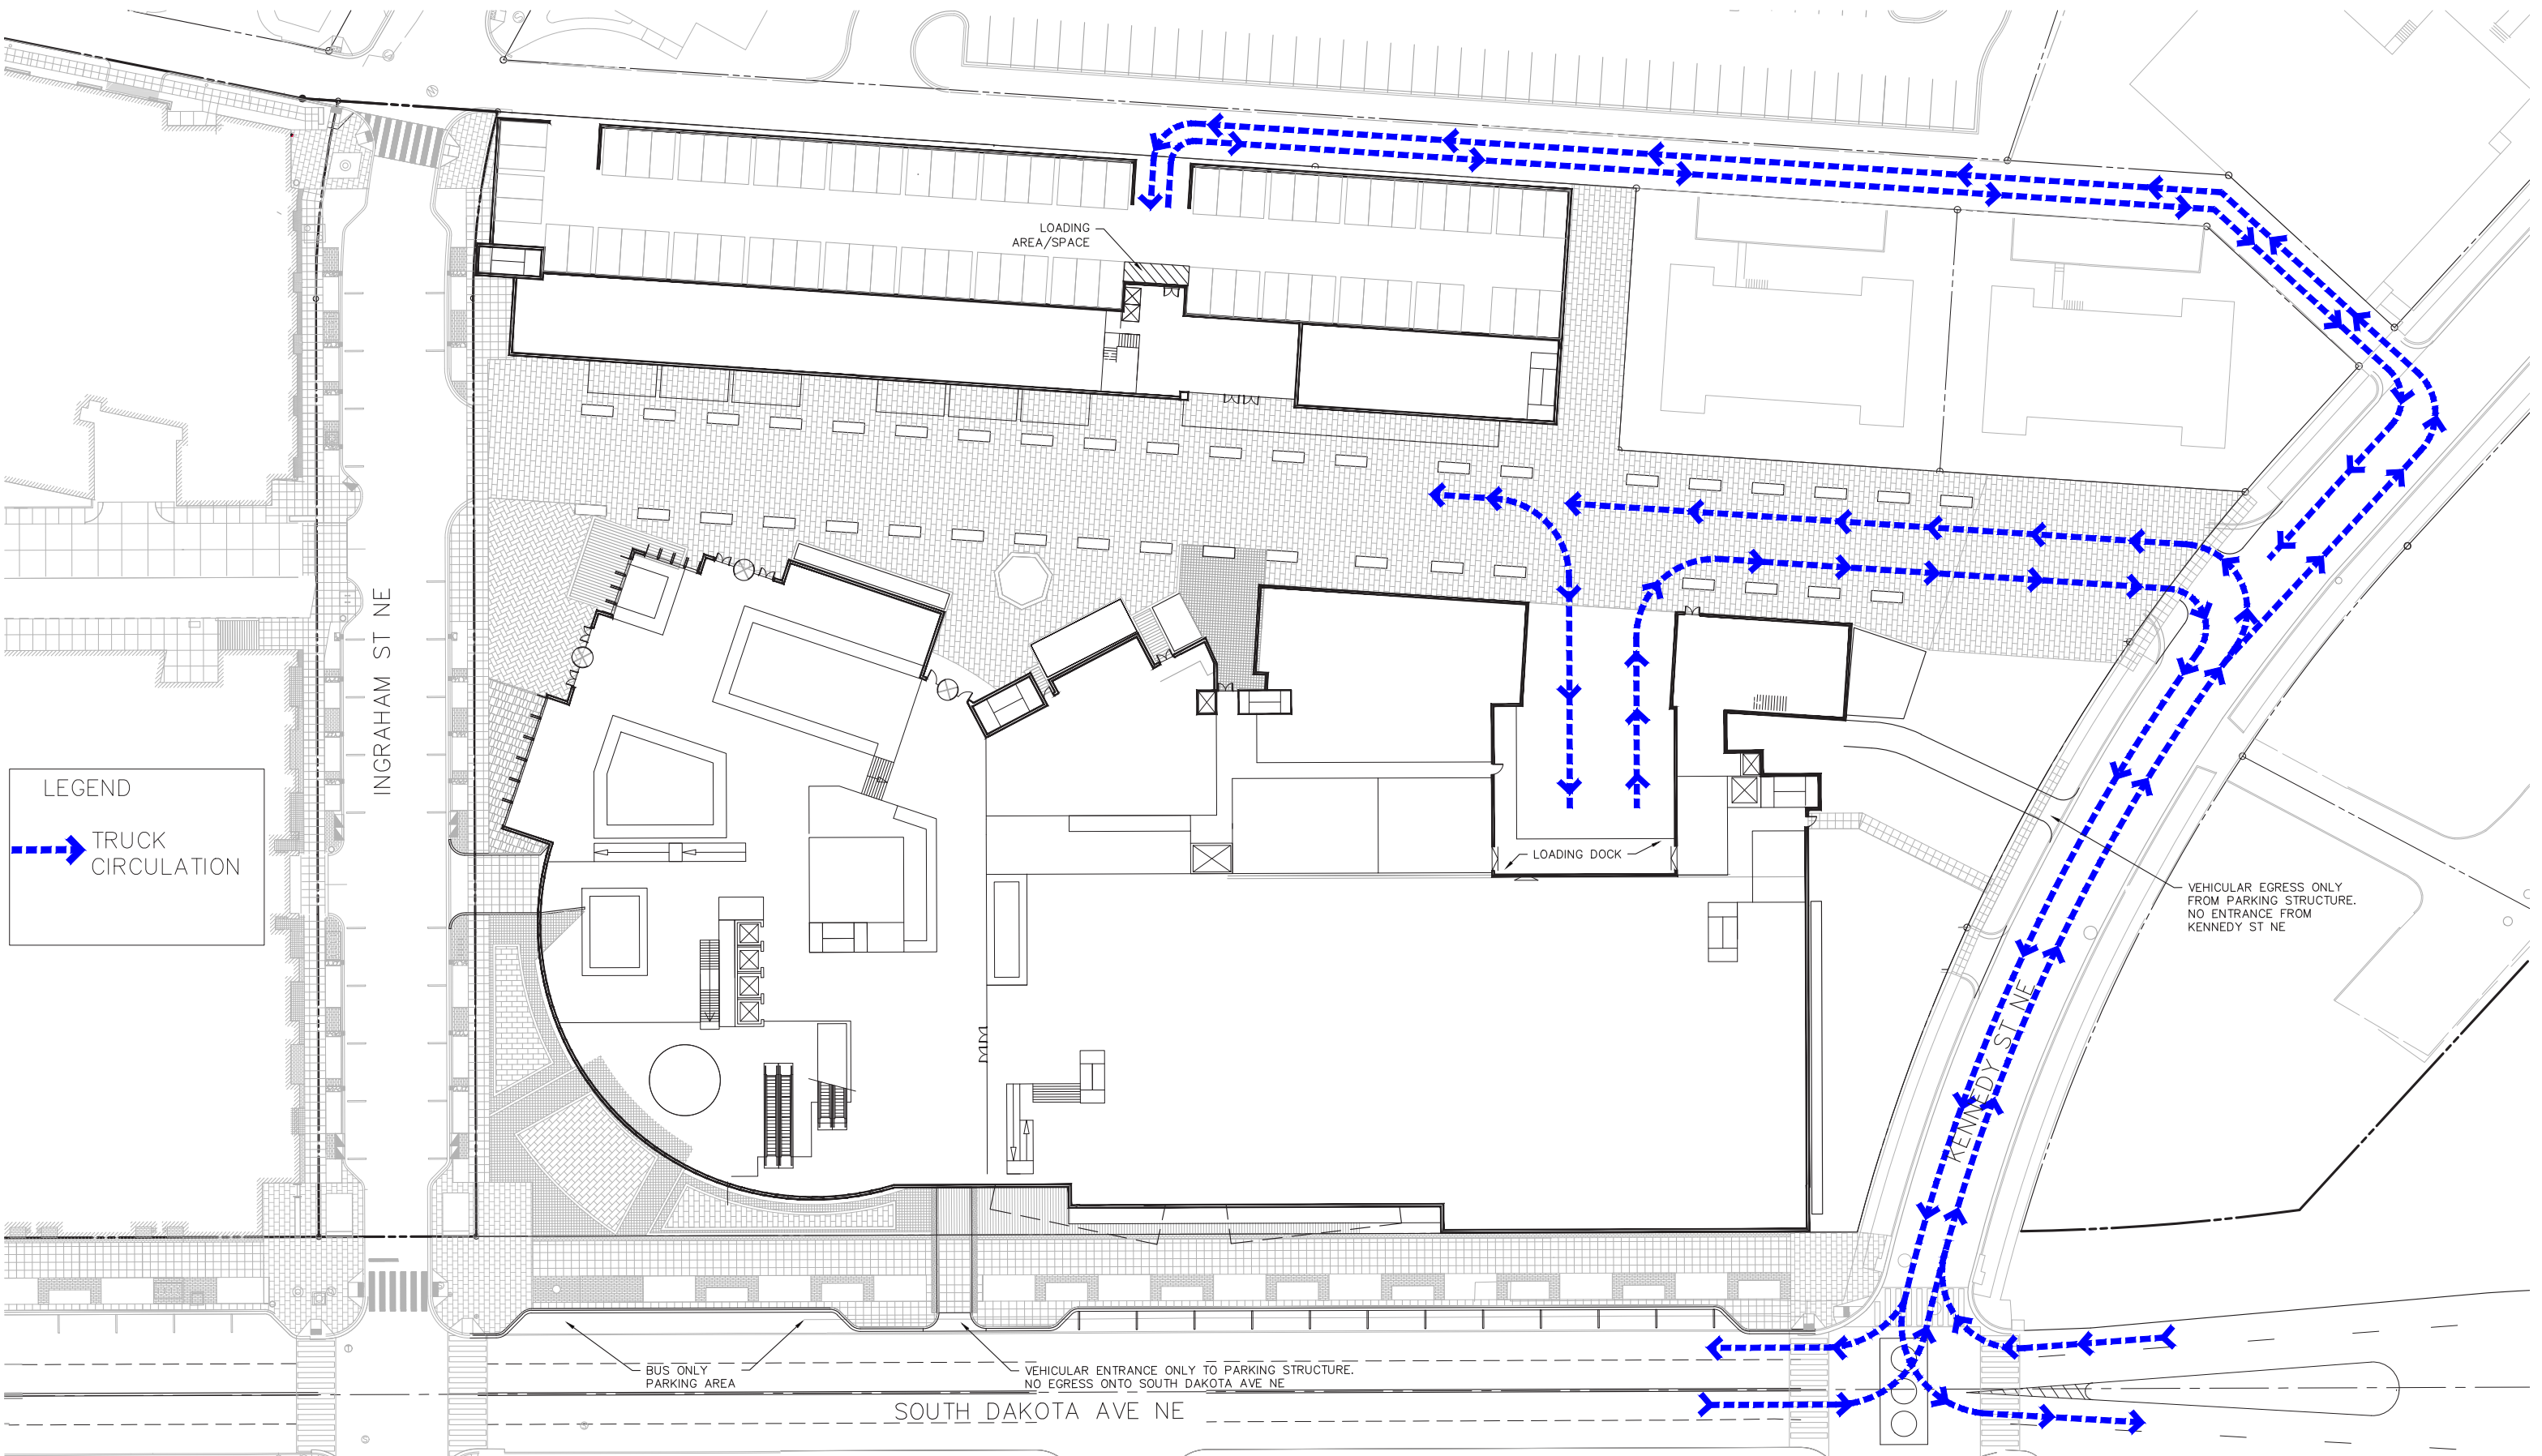 LOADING
AREA/SPACE
INGRAHAM ST NE
LEGEND
TRUCK
CIRCULATION
LOADING DOCK
VEHICULAR EGRESS ONLY
FROM PARKING STRUCTURE.
NO ENTRANCE FROM
KENNEDY ST NE
KENNEDY ST NE
BUS ONLY
PARKING AREA
VEHICULAR ENTRANCE ONLY TO PARKING STRUCTURE.
NO EGRESS ONTO SOUTH DAKOTA AVE NE
SOUTH DAKOTA AVE NE